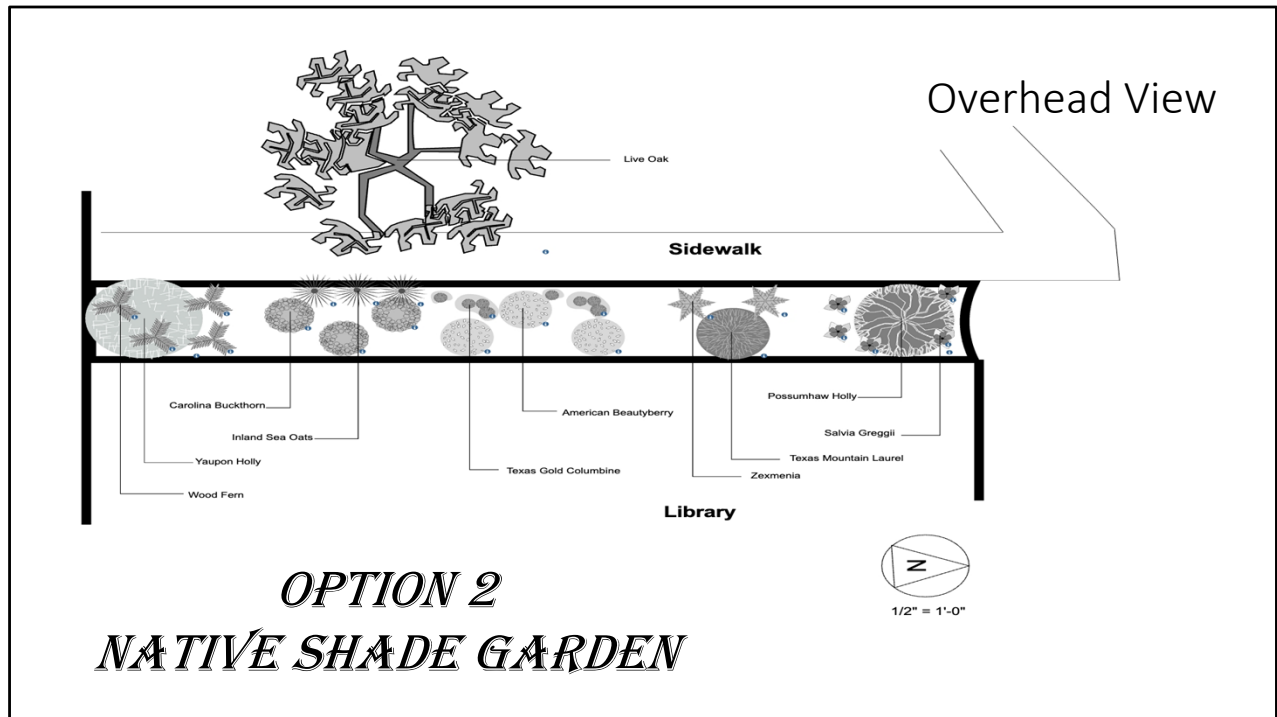 Overhead View
Live Oak
Sidewalk
Carolina Buckthorn
Inland Sea Oats
Yaupon Holly
Wood Fern
American Beautyberry
Texas Gold Columbine
Possumhaw Holly
Salvia Greggii
Texas Mountain Laurel
Zexmenia
Library
N
1/2" = 1'-0"
OPTION 2
NATIVE SHADE GARDEN